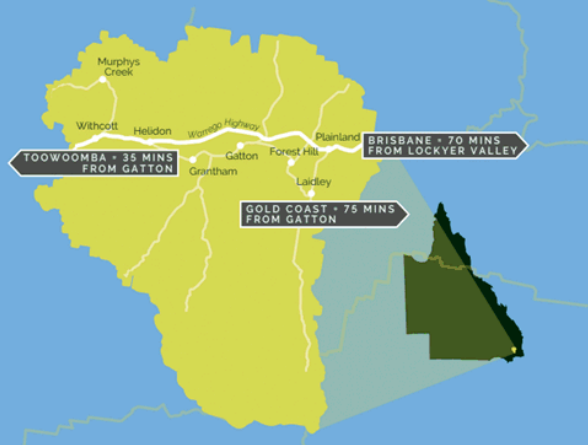 Murphys
Creek
Withcott
Helidon
Warrego Highway
Plainland
BRISBANE • 70 MINS
FROM LOCKYER VALLEY
TOOWOOMBA • 35 MINS
FROM GATTON
Gatton
Forest Hill
Grantham
Laidley
GOLD COAST • 75 MINS
FROM GATTON